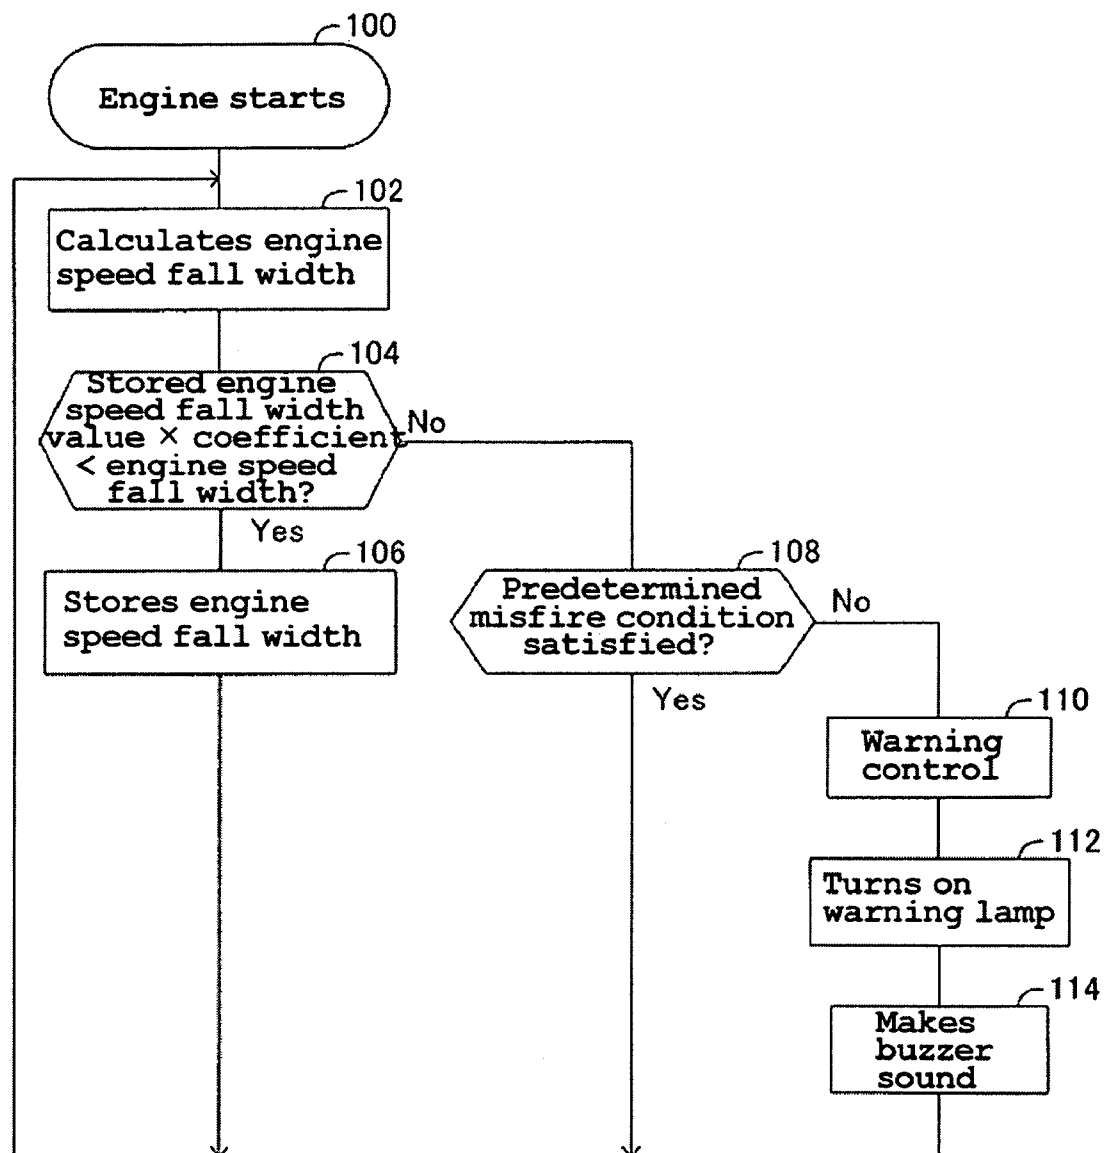 100
Engine starts
102
Calculates engine
speed fall width
104
Stored engine
speed fall width
value × coefficient
< engine speed
fall width?
No
Yes
106
Stores engine
speed fall width
108
Predetermined
misfire condition
satisfied?
No
Yes
110
Warning
control
112
Turns on
warning lamp
114
Makes
buzzer
sound